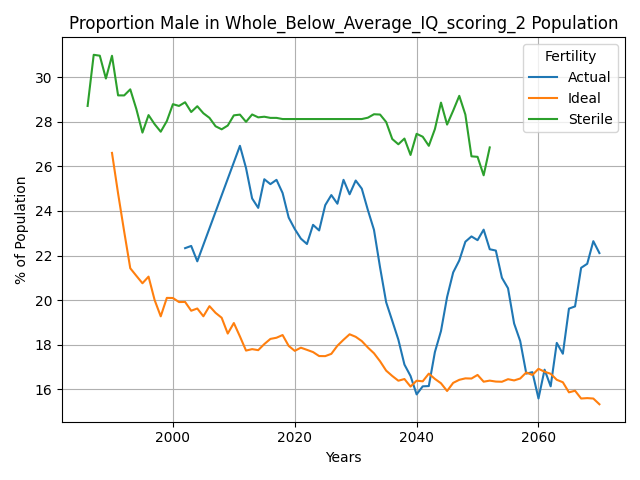 Proportion Male in Whole_Below_Average_IQ_scoring_2 Population
Fertility
Actual
Ideal
Sterile
% of Population
30
28
26
24
22
20
18
16
2000
2020
2040
2060
Years